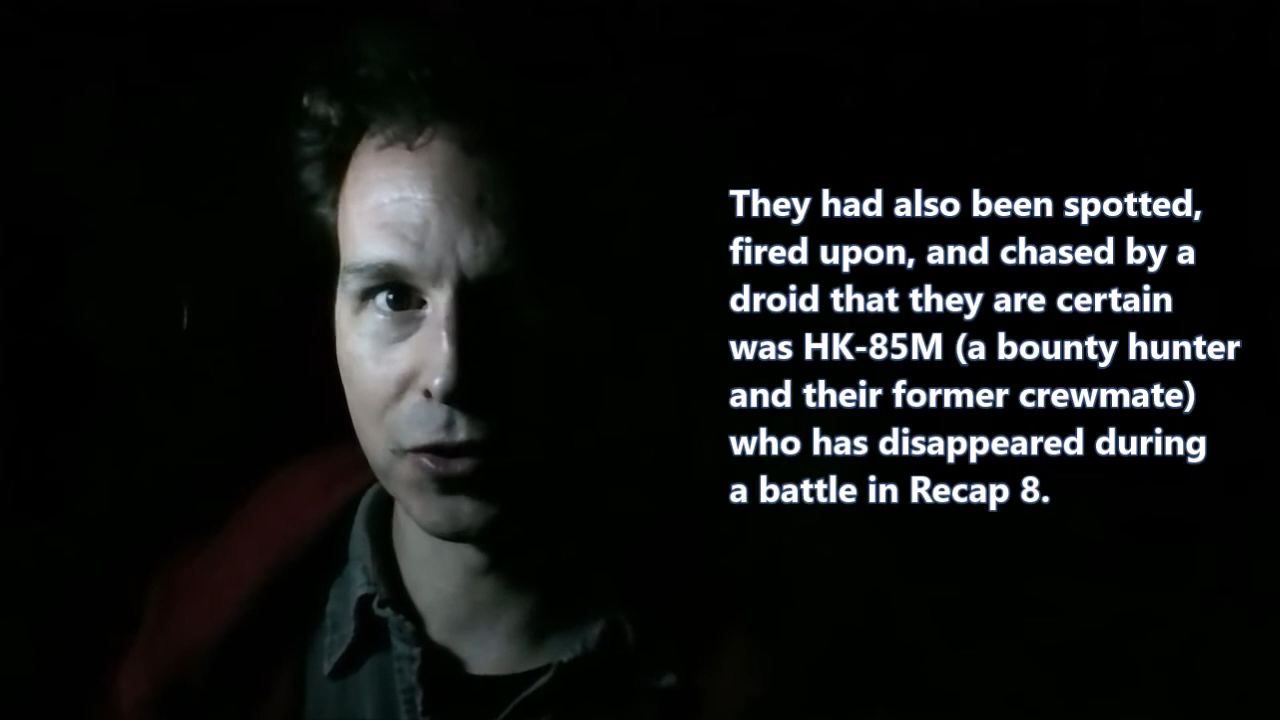 They had also been spotted,
fired upon, and chased by a
droid that they are certain
was HK-85M (a bounty hunter
and their former crewmate)
who has disappeared during
a battle in Recap 8.